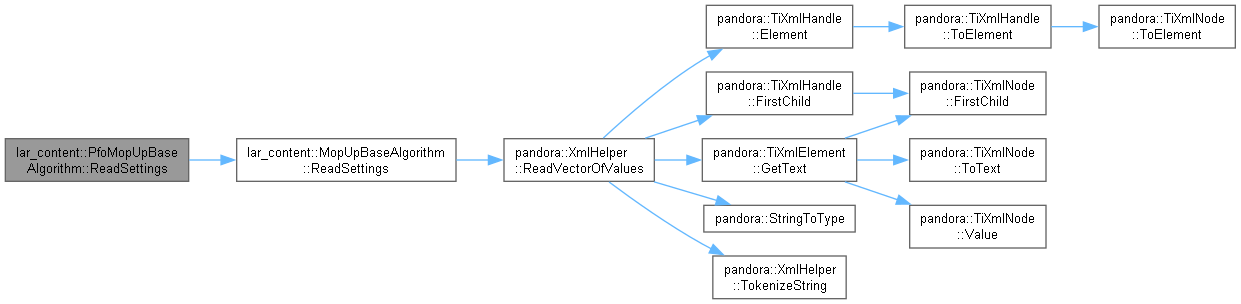 lar_content::PfoMopUpBase
Algorithm::ReadSettings
lar_content::MopUpBaseAlgorithm
::ReadSettings
pandora::XmlHelper
::ReadVectorOfValues
pandora::TiXmlHandle
::Element
pandora::TiXmlHandle
::ToElement
pandora::TiXmlNode
::ToElement
pandora::TiXmlHandle
::FirstChild
pandora::TiXmlNode
::FirstChild
pandora::TiXmlElement
::GetText
pandora::TiXmlNode
::ToText
pandora::TiXmlNode
::Value
pandora::StringToType
pandora::XmlHelper
::TokenizeString